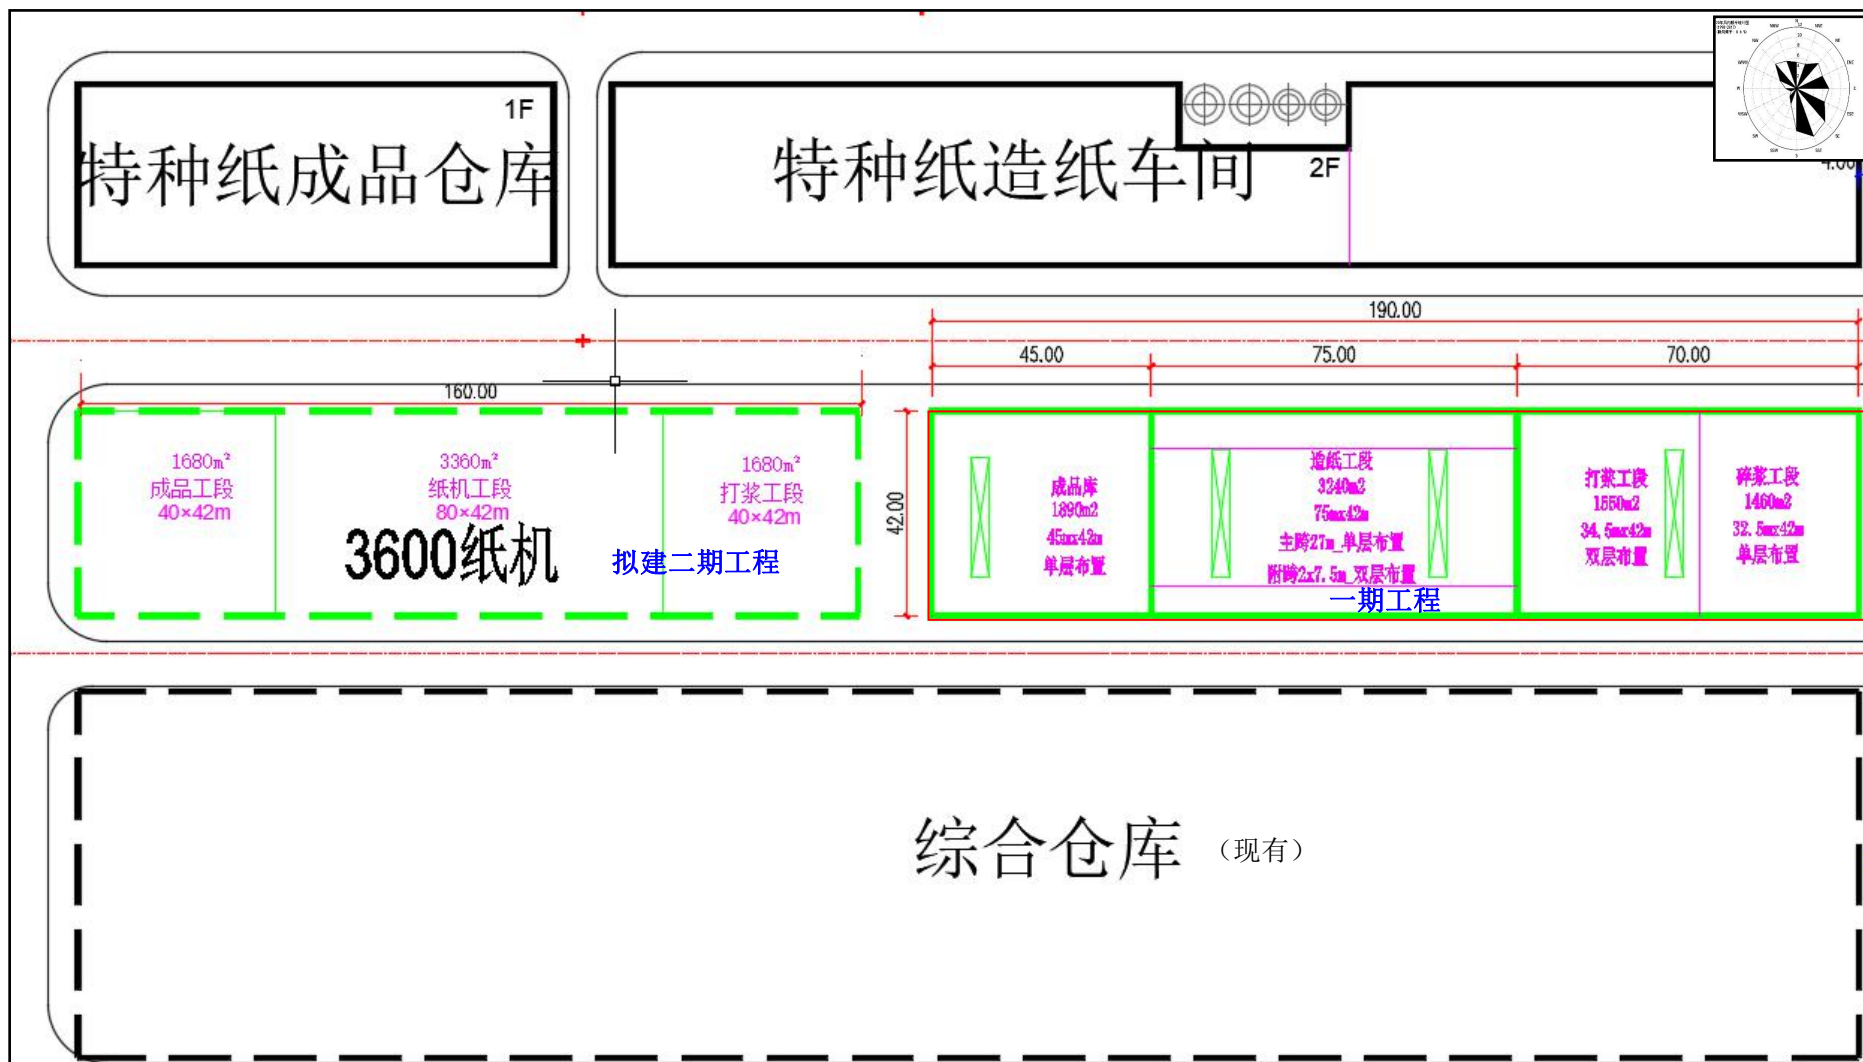 1F
特种纸成品仓库
特种纸造纸车间
2F
4.00
190.00
45.00
75.00
70.00
160.00
42.00
1680m²
成品工段
40×42m
3360m²
纸机工段
80×42m
3600纸机
1680m²
打浆工段
40×42m
拟建二期工程
成品库
1890m2
45mx42m
单层布置
造纸工段
3240m2
75mx42m
主跨27m_单层布置
附跨2x7.5m_双层布置
一期工程
打浆工段
1550m2
34.5mx42m
双层布置
碎浆工段
1460m2
32.5mx42m
单层布置
综合仓库
（现有）